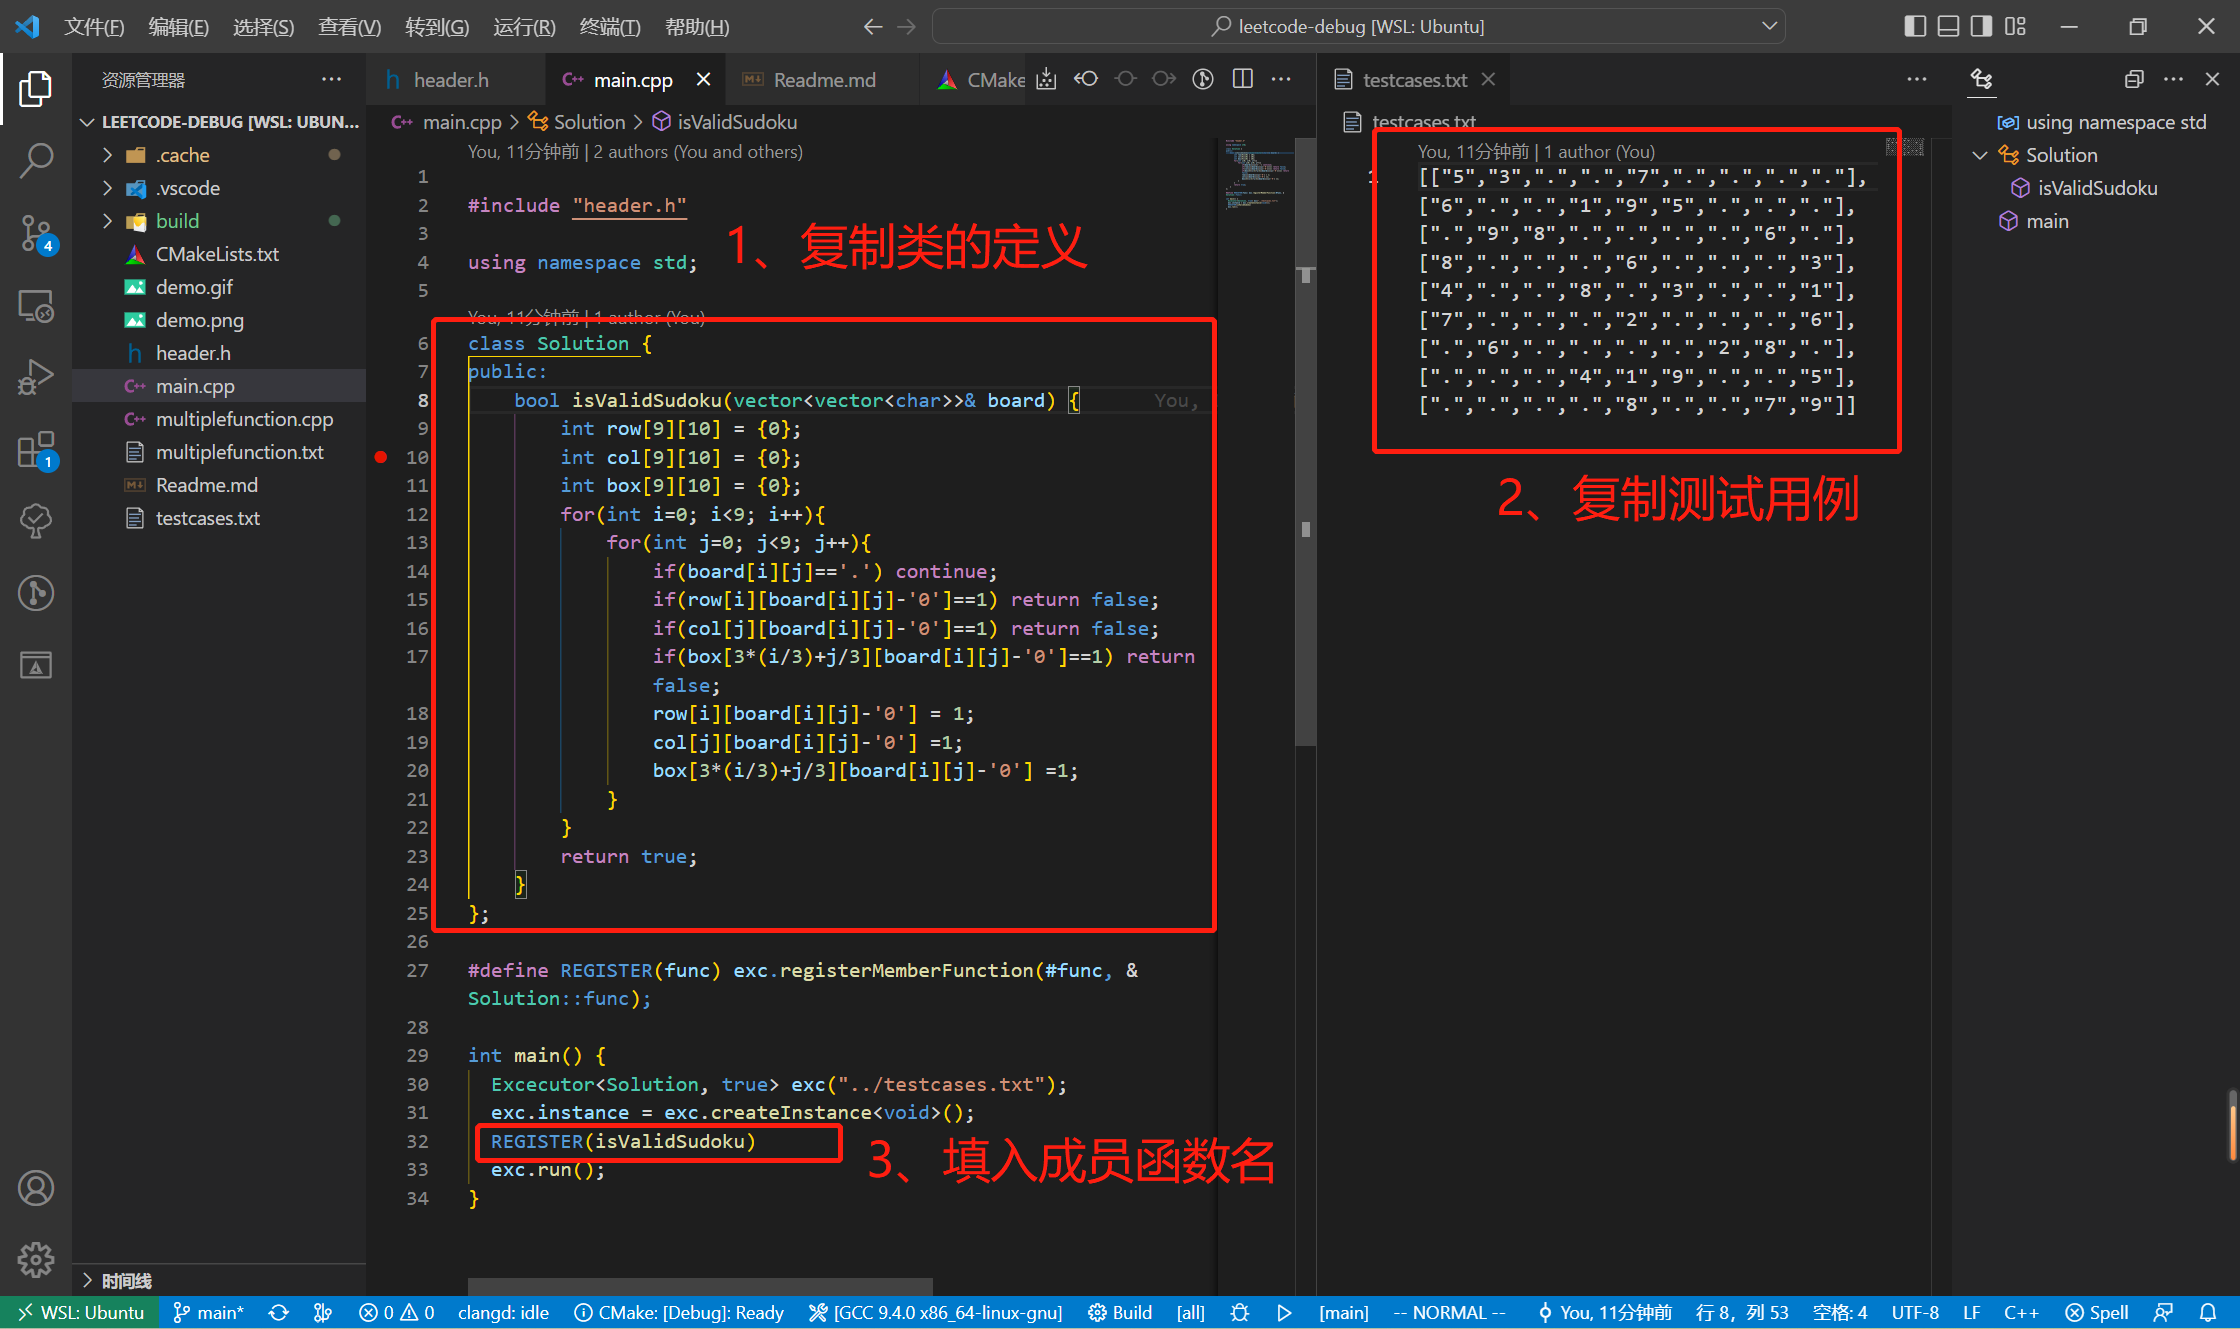 文件(F) 编辑(E) 选择(S) 查看(V) 转到(G) 运行(R) 终端(T) 帮助(H) leetcode-debug [WSL: Ubuntu]
资源管理器
LEETCODE-DEBUG [WSL: UBUN...
.cache
.vscode
build
CMakeLists.txt
demo.gif
demo.png
header.h
main.cpp
multiplefunction.cpp
multiplefunction.txt
Readme.md
testcases.txt
时间线
4
1
header.h main.cpp Readme.md CMake
main.cpp > Solution > isValidSudoku
You, 11分钟前 | 2 authors (You and others)
1
2 #include "header.h"
3
4 using namespace std;
5
You, 11分钟前 | 1 author (You)
6 class Solution {
7 public:
8 bool isValidSudoku(vector<vector<char>>& board) { You,
9 int row[9][10] = {0};
10 int col[9][10] = {0};
11 int box[9][10] = {0};
12 for(int i=0; i<9; i++){
13 for(int j=0; j<9; j++){
14 if(board[i][j]=='.') continue;
15 if(row[i][board[i][j]-'0']==1) return false;
16 if(col[j][board[i][j]-'0']==1) return false;
17 if(box[3*(i/3)+j/3][board[i][j]-'0']==1) return
false;
18 row[i][board[i][j]-'0'] = 1;
19 col[j][board[i][j]-'0'] =1;
20 box[3*(i/3)+j/3][board[i][j]-'0'] =1;
21 }
22 }
23 return true;
24 }
25 };
26
27 #define REGISTER(func) exc.registerMemberFunction(#func, &
Solution::func);
28
29 int main() {
30 Excecutor<Solution, true> exc("../testcases.txt");
31 exc.instance = exc.createInstance<void>();
32 REGISTER(isValidSudoku)
33 exc.run();
34 }
1、复制类的定义
3、填入成员函数名
testcases.txt
testcases.txt
You, 11分钟前 | 1 author (You)
1 [["5","3",".",".","7",".",".",".","."],
["6",".",".","1","9","5",".",".","."],
[".","9","8",".",".",".",".","6","."],
["8",".",".",".","6",".",".",".","3"],
["4",".",".","8",".","3",".",".","1"],
["7",".",".",".","2",".",".",".","6"],
[".","6",".",".",".",".","2","8","."],
[".",".",".","4","1","9",".",".","5"],
[".",".",".",".","8",".",".","7","9"]]
2、复制测试用例
using namespace std
Solution
isValidSudoku
main
WSL: Ubuntu main* 0 0 clangd: idle CMake: [Debug]: Ready [GCC 9.4.0 x86_64-linux-gnu] Build [all] [main] -- NORMAL -- You, 11分钟前 行 8，列 53 空格: 4 UTF-8 LF C++ Spell